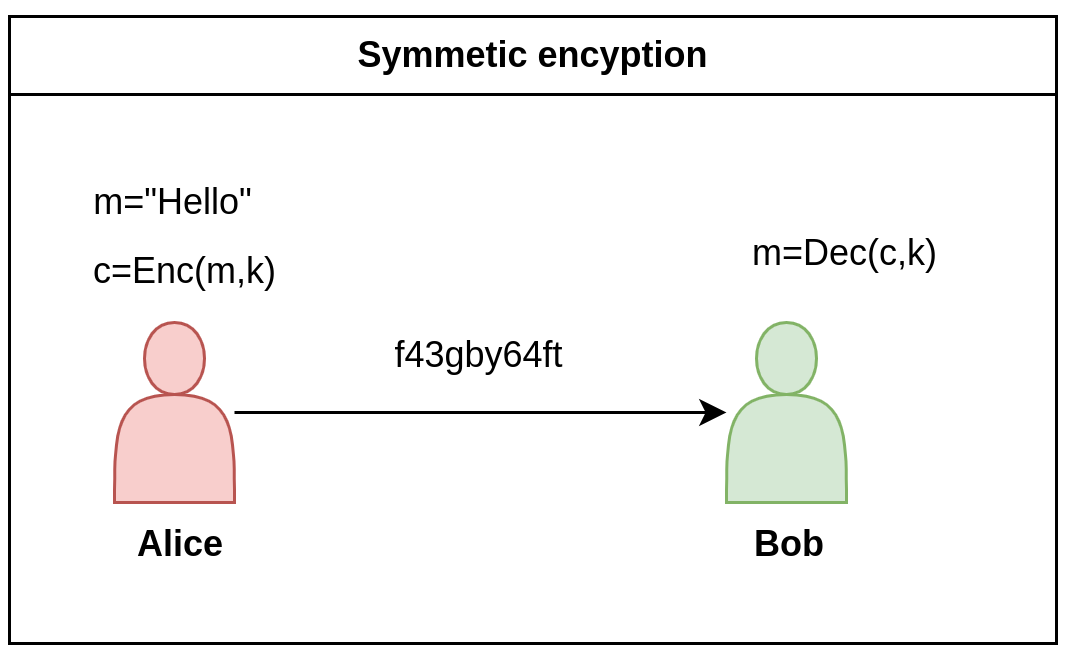 Symmetic encyption
m="Hello"
c=Enc(m,k)
m=Dec(c,k)
f43gby64ft
Alice
Bob